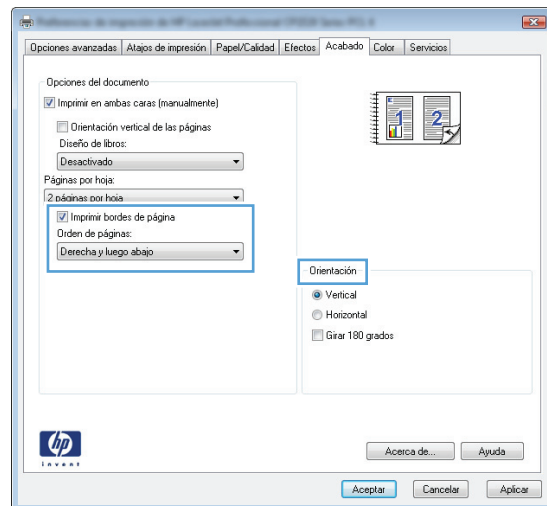 Opciones avanzadas Atajos de impresión Papel/Calidad Efectos Acabado Color Servicios
Opciones del documento
Imprimir en ambas caras (manualmente)
Orientación vertical de las páginas
Diseño de libros:
Desactivado
Páginas por hoja:
2 páginas por hoja
Imprimir bordes de página
Orden de páginas:
Derecha y luego abajo
1 2
Orientación
Vertical
Horizontal
Girar 180 grados
hp
invent
Acerca de... Ayuda
Aceptar Cancelar Aplicar